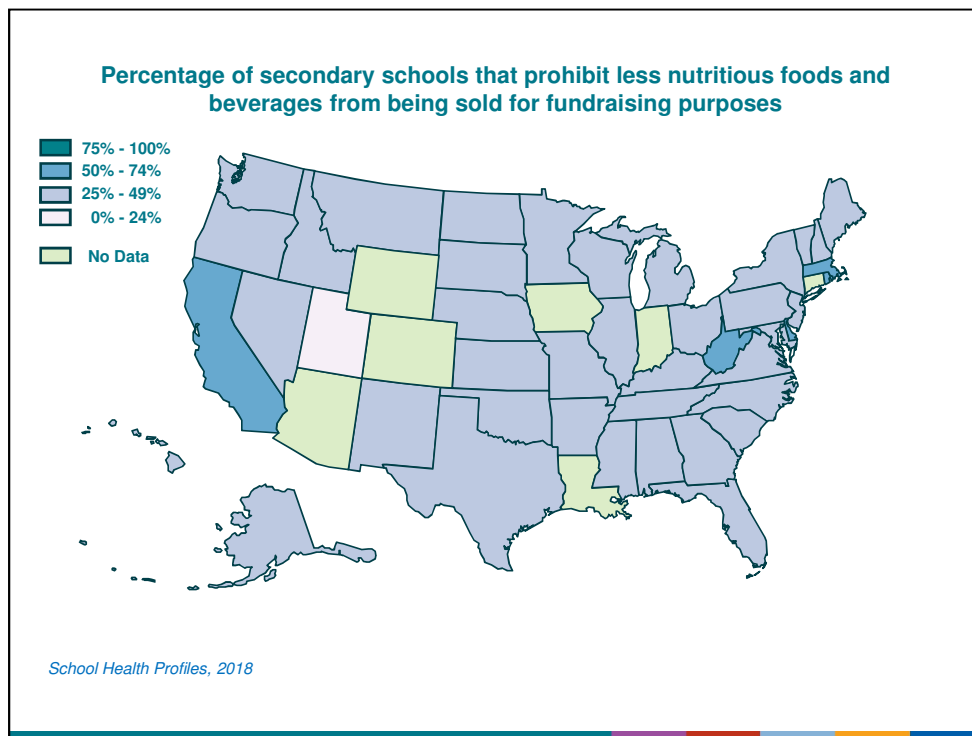 Percentage of secondary schools that prohibit less nutritious foods and
beverages from being sold for fundraising purposes
75% - 100%
50% - 74%
25% - 49%
0% - 24%
No Data
School Health Profiles, 2018